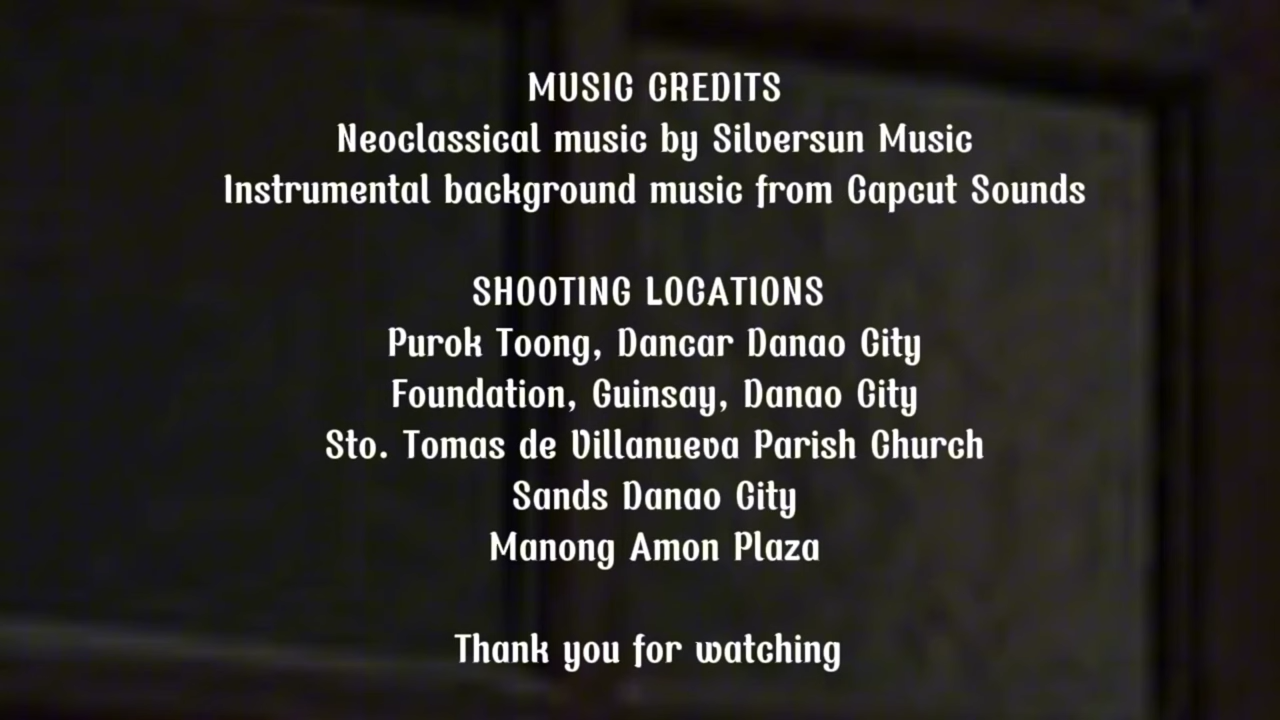 MUSIC CREDITS
Neoclassical music by Silversun Music
Instrumental background music from Capcut Sounds
SHOOTING LOCATIONS
Purok Toong, Dancar Danao City
Foundation, Guinsay, Danao City
Sto. Tomas de Villanueva Parish Church
Sands Danao City
Manong Amon Plaza
Thank you for watching